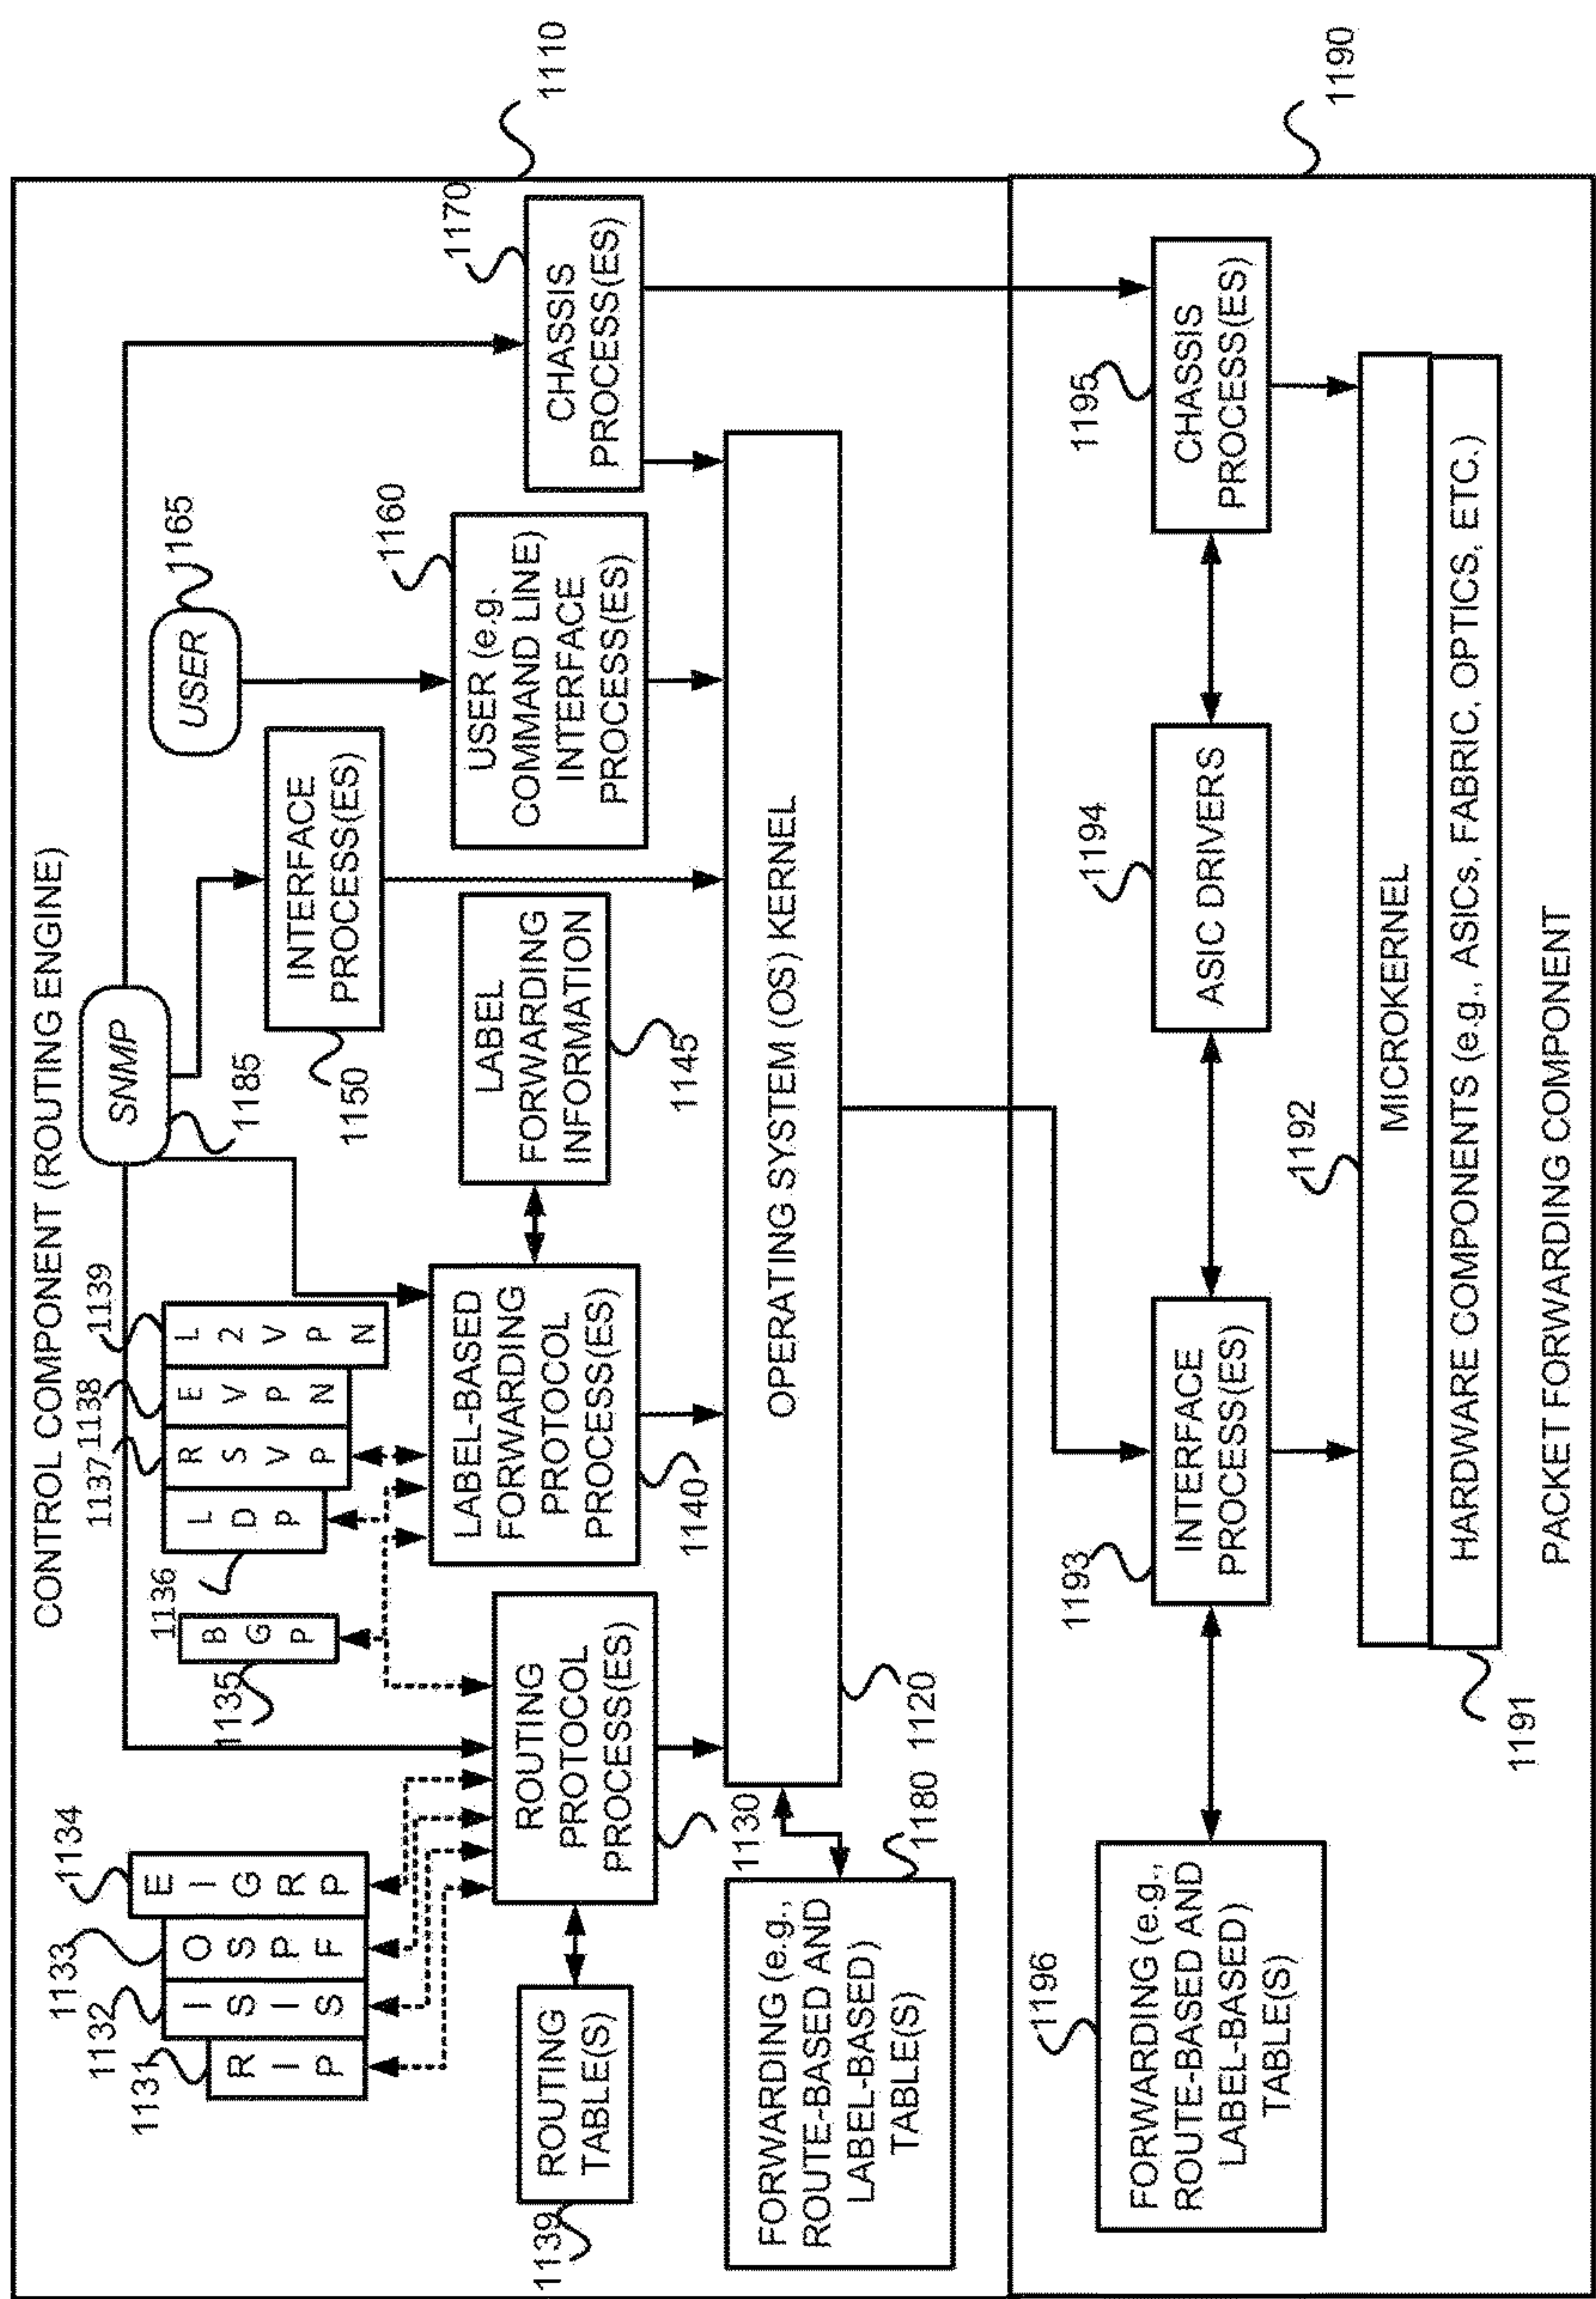 CONTROL COMPONENT (ROUTING ENGINE)
SNMP
1185
1110
1134
1133
1132
1131
EIGRP
OSPF
ISIS
RIP
1139
1138
1137
1136
1135
L2VPN
EVPN
RSVP
LDP
BGP
USER
1165
INTERFACE
PROCESS(ES)
1150
1160
USER (e.g.
COMMAND LINE)
INTERFACE
PROCESS(ES)
1170
CHASSIS
PROCESS(ES)
ROUTING
TABLE(S)
1139
ROUTING
PROTOCOL
PROCESS(ES)
1130
LABEL-BASED
FORWARDING
PROTOCOL
PROCESS(ES)
1140
LABEL
FORWARDING
INFORMATION
1145
FORWARDING (e.g.,
ROUTE-BASED AND
LABEL-BASED)
TABLE(S)
1180
1120
OPERATING SYSTEM (OS) KERNEL
1190
1196
FORWARDING (e.g.,
ROUTE-BASED AND
LABEL-BASED)
TABLE(S)
1193
INTERFACE
PROCESS(ES)
1194
ASIC DRIVERS
1195
CHASSIS
PROCESS(ES)
1192
MICROKERNEL
1191
HARDWARE COMPONENTS (e.g., ASICs, FABRIC, OPTICS, ETC.)
PACKET FORWARDING COMPONENT